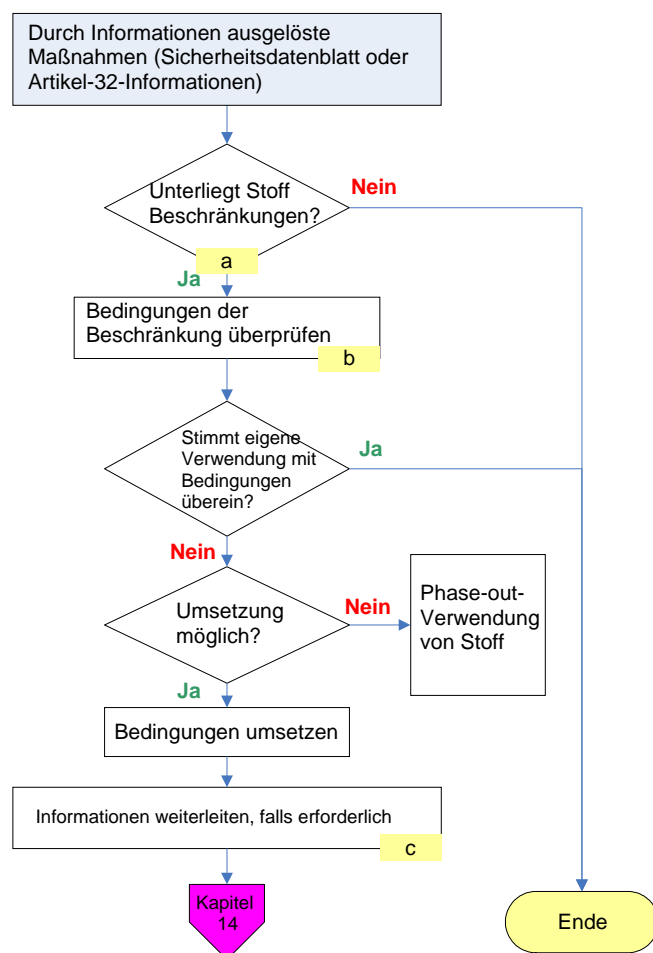 Durch Informationen ausgelöste
Maßnahmen (Sicherheitsdatenblatt oder
Artikel-32-Informationen)
Unterliegt Stoff
Beschränkungen?
Nein
a
Ja
Bedingungen der
Beschränkung überprüfen
b
Stimmt eigene
Verwendung mit
Bedingungen
überein?
Ja
Nein
Umsetzung
möglich?
Nein
Phase-out-
Verwendung
von Stoff
Ja
Bedingungen umsetzen
Informationen weiterleiten, falls erforderlich
c
Kapitel
14
Ende